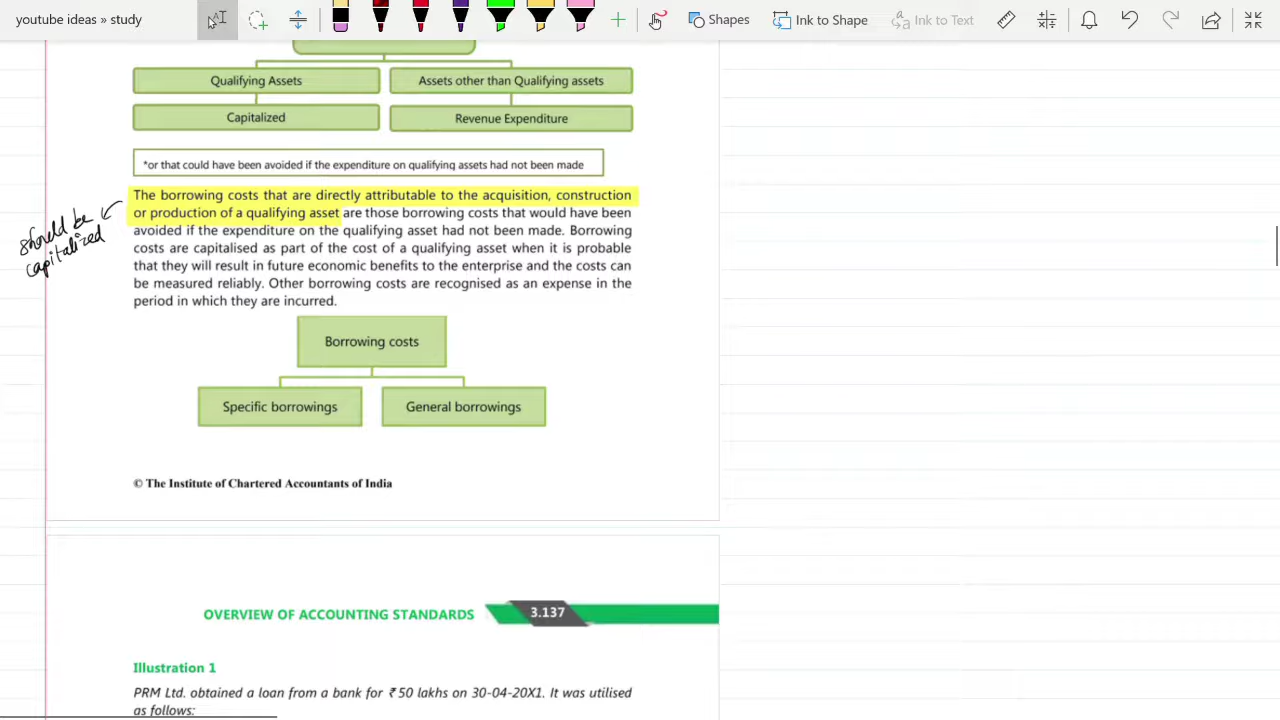 youtube ideas » study
Shapes
Ink to Shape
Ink to Text
Qualifying Assets
Assets other than Qualifying assets
Capitalized
Revenue Expenditure
*or that could have been avoided if the expenditure on qualifying assets had not been made
should be
capitalized
The borrowing costs that are directly attributable to the acquisition, construction
or production of a qualifying asset are those borrowing costs that would have been
avoided if the expenditure on the qualifying asset had not been made. Borrowing
costs are capitalised as part of the cost of a qualifying asset when it is probable
that they will result in future economic benefits to the enterprise and the costs can
be measured reliably. Other borrowing costs are recognised as an expense in the
period in which they are incurred.
Borrowing costs
Specific borrowings
General borrowings
© The Institute of Chartered Accountants of India
OVERVIEW OF ACCOUNTING STANDARDS
3.137
Illustration 1
PRM Ltd. obtained a loan from a bank for ₹ 50 lakhs on 30-04-20X1. It was utilised
as follows: